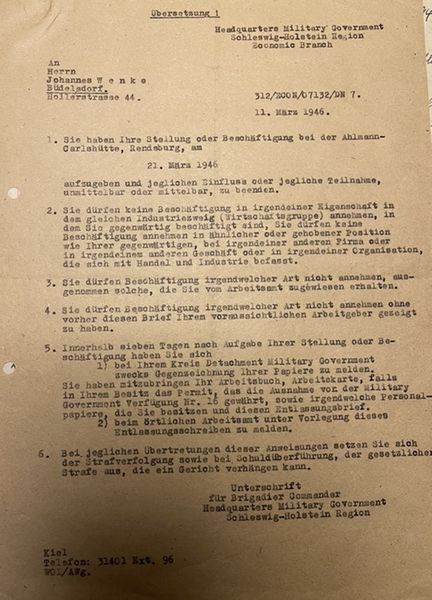 Übersetzung 1
Headquarters Military Government
Schleswig-Holstein Region
Economic Branch
An
Herrn
Johannes W e n k e
Büdelsdorf.
Hollerstrasse 44.
312/ECON/D7132/DN 7.
11. März 1946.
1. Sie haben Ihre Stellung oder Beschäftigung bei der Ahlmann-
Carlshütte, Rendsburg, am
21. März 1946
aufzugeben und jeglichen Einfluss oder jegliche Teilnahme,
unmittelbar oder mittelbar, zu beenden.
2. Sie dürfen keine Beschäftigung in irgendeiner Eigenschaft in
dem gleichen Industriezweig (Wirtschaftsgruppe) annehmen, in
dem Sie gegenwärtig beschäftigt sind, Sie dürfen keine
Beschäftigung annehmen in ähnlicher oder gehobener Position
wie Ihrer gegenwärtigen, bei irgendeiner anderen Firma oder
in irgendeinem anderen Geschäft oder in irgendeiner Organisation,
die sich mit Handel und Industrie befasst.
3. Sie dürfen Beschäftigung irgendwelcher Art nicht annehmen, aus-
genommen solche, die Sie vom Arbeitsamt zugewiesen erhalten.
4. Sie dürfen Beschäftigung irgendwelcher Art nicht annehmen ohne
vorher diesen Brief Ihrem voraussichtlichen Arbeitgeber gezeigt
zu haben.
5. Innerhalb sieben Tagen nach Aufgabe Ihrer Stellung oder Be-
schäftigung haben Sie sich
1) bei Ihrem Kreis Detachment Military Government
zwecks Gegenzeichnung Ihrer Papiere zu melden.
Sie haben mitzubringen Ihr Arbeitsbuch, Arbeitskarte, falls
in Ihrem Besitz das Permit, das die Ausnahme von der Military
Government Verfügung Nr. 16 gewährt, sowie irgendwelche Personal-
papiere, die Sie besitzen und diesen Entlassungsbrief.
2) beim örtlichen Arbeitsamt unter Vorlegung dieses
Entlassungsschreiben zu melden.
6. Bei jeglichen Übertretungen dieser Anweisungen setzen Sie sich
der Strafverfolgung sowie bei Schuldüberführung, der gesetzlichen
Strafe aus, die ein Gericht verhängen kann.
Unterschrift
für Brigadier Commander
Headquarters Military Government
Schleswig-Holstein Region
Kiel
Telefon: 31401 Ext. 96
WOI/AWg.